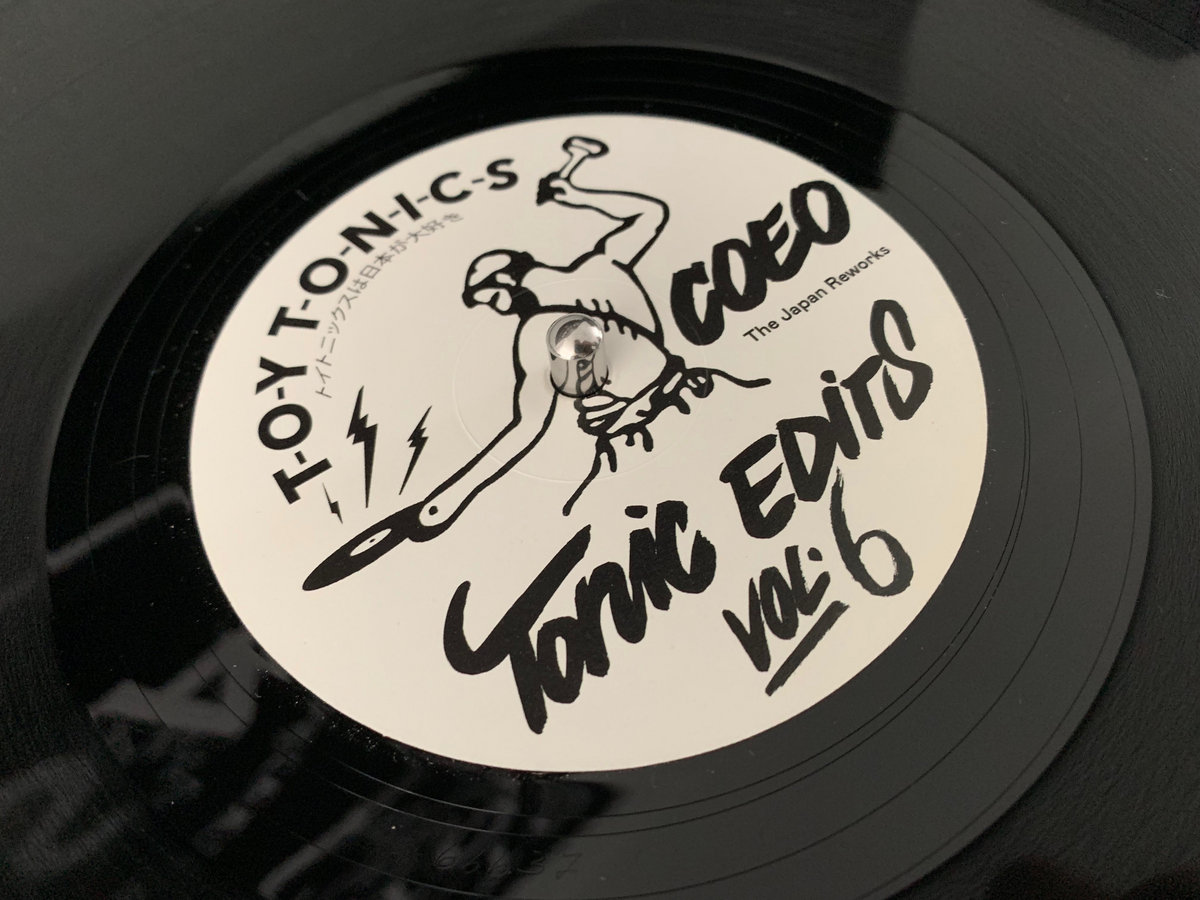 T-O-Y T-O-N-I-C-S
トイトニックスは日本が大好き
COEO
The Japan Reworks
Tonic EDiTS
VOL. 6